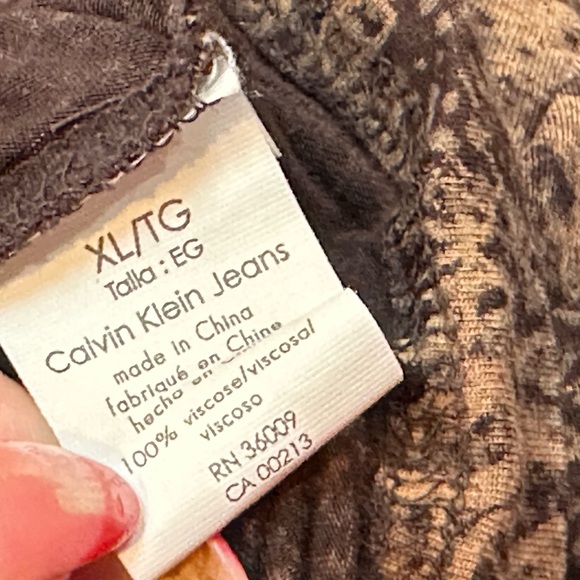 XL/TG
Talla : EG
Calvin Klein Jeans
made in China
fabriqué en Chine
hecho en
100% viscose/viscosa/
viscoso
RN 36009
CA 00213